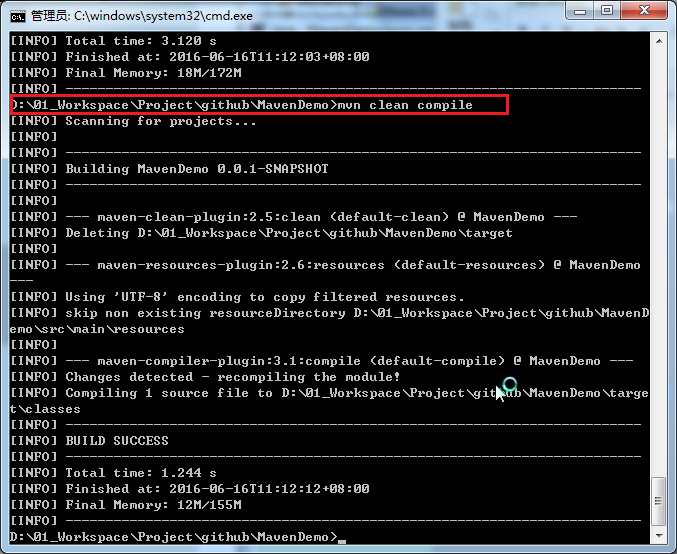 管理员: C:\windows\system32\cmd.exe
[INFO] Total time: 3.120 s
[INFO] Finished at: 2016-06-16T11:12:03+08:00
[INFO] Final Memory: 18M/172M
[INFO] ------------------------------------------------------------------------
D:\01_Workspace\Project\github\MavenDemo>mvn clean compile
[INFO] Scanning for projects...
[INFO]
[INFO] ------------------------------------------------------------------------
[INFO] Building MavenDemo 0.0.1-SNAPSHOT
[INFO] ------------------------------------------------------------------------
[INFO]
[INFO] --- maven-clean-plugin:2.5:clean (default-clean) @ MavenDemo ---
[INFO] Deleting D:\01_Workspace\Project\github\MavenDemo\target
[INFO]
[INFO] --- maven-resources-plugin:2.6:resources (default-resources) @ MavenDemo
---
[INFO] Using 'UTF-8' encoding to copy filtered resources.
[INFO] skip non existing resourceDirectory D:\01_Workspace\Project\github\MavenD
emo\src\main\resources
[INFO]
[INFO] --- maven-compiler-plugin:3.1:compile (default-compile) @ MavenDemo ---
[INFO] Changes detected - recompiling the module!
[INFO] Compiling 1 source file to D:\01_Workspace\Project\github\MavenDemo\targe
t\classes
[INFO] ------------------------------------------------------------------------
[INFO] BUILD SUCCESS
[INFO] ------------------------------------------------------------------------
[INFO] Total time: 1.244 s
[INFO] Finished at: 2016-06-16T11:12:12+08:00
[INFO] Final Memory: 12M/155M
[INFO] ------------------------------------------------------------------------
D:\01_Workspace\Project\github\MavenDemo>_